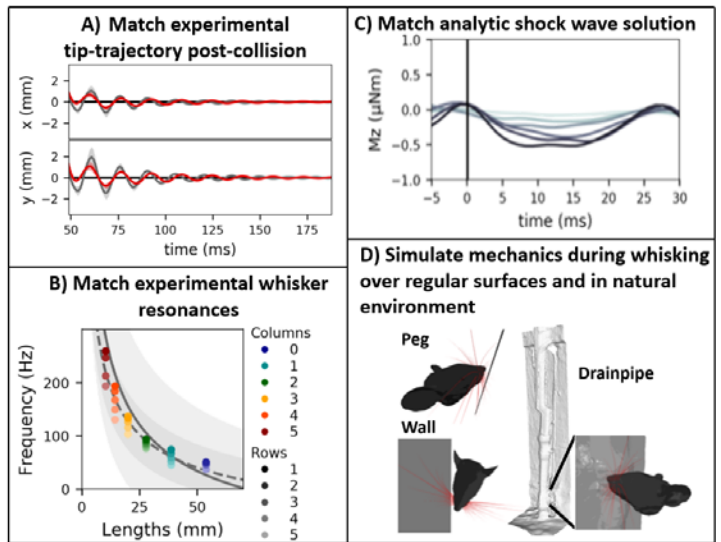 A) Match experimental
tip-trajectory post-collision
x (mm)
2
0
−2
y (mm)
2
0
−2
50 75 100 125 150 175
time (ms)
B) Match experimental whisker
resonances
Frequency (Hz)
200
100
0
0 25 50
Lengths (mm)
Columns
0
1
2
3
4
5
Rows
1
2
3
4
5
C) Match analytic shock wave solution
Mz (μNm)
1.0
0.5
0.0
−0.5
−1.0
−5 0 5 10 15 20 25 30
time (ms)
D) Simulate mechanics during whisking
over regular surfaces and in natural
environment
Peg
Drainpipe
Wall